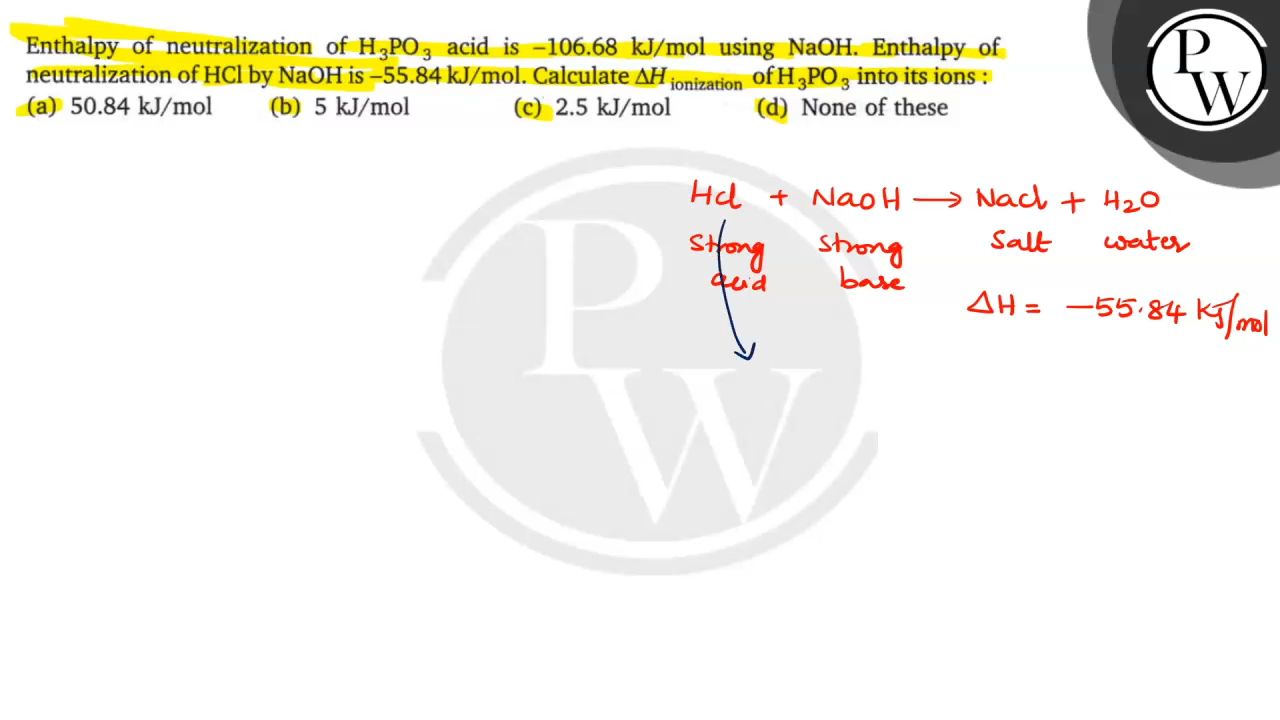 Enthalpy of neutralization of H₃PO₃ acid is –106.68 kJ/mol using NaOH. Enthalpy of
neutralization of HCl by NaOH is –55.84 kJ/mol. Calculate ΔH ionization of H₃PO₃ into its ions :
(a) 50.84 kJ/mol (b) 5 kJ/mol (c) 2.5 kJ/mol (d) None of these
P
W
HCl + NaOH ⟶ NaCl + H₂O
Strong Strong Salt water
acid base
ΔH = –55.84 KJ/mol
P
W